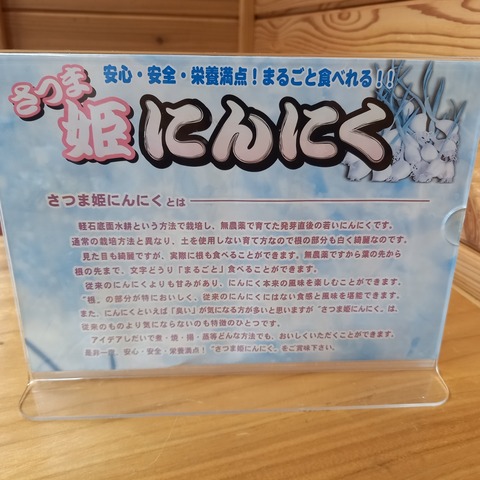 安心・安全・栄養満点！まるごと食べれる！！
さつま
姫にんにく
さつま姫にんにくとは
軽石底面水耕という方法で栽培し、無農薬で育てた発芽直後の若いにんにくです。
通常の栽培方法と異なり、土を使用しない育て方なので根の部分も白く綺麗なのです。
見た目も綺麗ですが、実際に根も食べることができます。無農薬ですから葉の先から
根の先まで、文字どうり「まるごと」食べることができます。
従来のにんにくよりも甘みがあり、にんにく本来の風味を楽しむことができます。
“根”の部分が特においしく、従来のにんにくにはない食感と風味を堪能できます。
また、にんにくといえば「臭い」が気になる方が多いと思いますが“さつま姫にんにく”は、
従来のものより気にならないのも特徴のひとつです。
アイデアしだいで煮・焼・揚・蒸等どんな方法でも、おいしくいただくことができます。
是非一度、安心・安全・栄養満点！“さつま姫にんにく”をご賞味下さい。